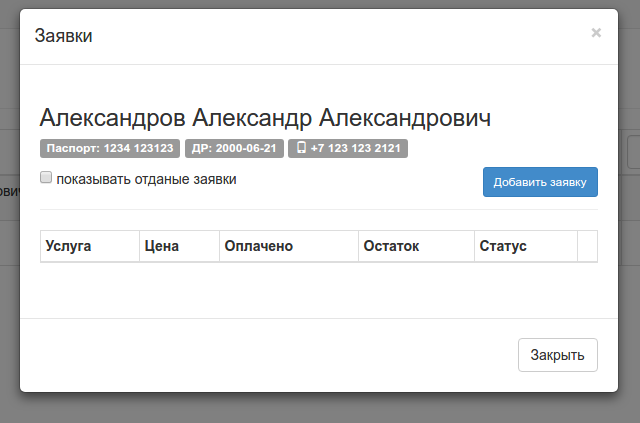 Заявки ×
Александров Александр Александрович
Паспорт: 1234 123123 ДР: 2000-06-21 +7 123 123 2121
показывать отданые заявки Добавить заявку
Услуга Цена Оплачено Остаток Статус
Закрыть